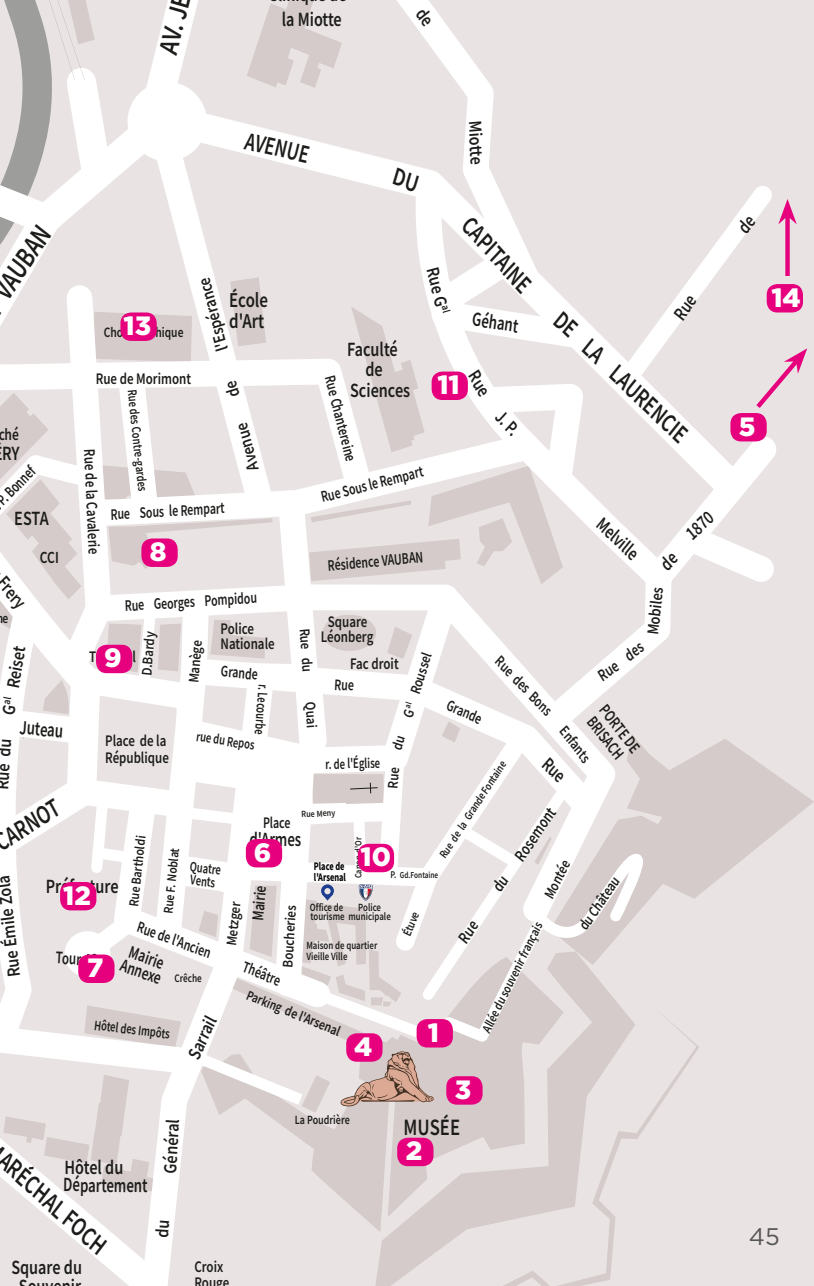 la Miotte
de
AV. JE
Miotte
AVENUE
DU
CAPITAINE
DE LA LAURENCIE
VAUBAN
de
Rue
14
5
l'Espérance
de
Avenue
École
d'Art
13
Rue de Morimont
Rue des Contre-gardes
Rue Chantereine
Faculté
de
Sciences
Rue Gal
Géhant
11
Rue
J. P.
Melville
ché
ÉRY
P. Bonnef
Rue de la Cavalerie
Rue Sous le Rempart
Rue Sous le Rempart
ESTA
CCI
8
Résidence VAUBAN
1870
de
Mobiles
Rue des
Frery
Rue Georges Pompidou
Police
Nationale
Square
Léonberg
9
D.Bardy
Manège
Rue du
Quai
Fac droit
Grande
Rue
r. Lecourbe
Rue du Gal Roussel
Grande
Rue
Rue des Bons
Enfants
PORTE DE
BRISACH
Rue du Gal Reiset
Juteau
Place de la
République
rue du Repos
r. de l'Église
Rue Meny
Place
d'Armes
6
10
Place de
l'Arsenal
P. Gd.Fontaine
Rue de la Grande Fontaine
Rue du Rosemont
Montée
du Château
CARNOT
Préfecture
12
Rue Bartholdi
Rue F. Noblat
Quatre
Vents
Metzger
Mairie
Boucheries
Office de
tourisme
Police
municipale
Étuve
Maison de quartier
Vieille Ville
Rue Émile Zola
Rue de l'Ancien
Théâtre
7
Mairie
Annexe
Crêche
Allée du souvenir français
Parking de l'Arsenal
Hôtel des Impôts
Sarrail
1
4
3
MUSÉE
2
La Poudrière
Général
du
Hôtel du
Département
MARÉCHAL FOCH
Square du
Souvenir
Croix
Rouge
45